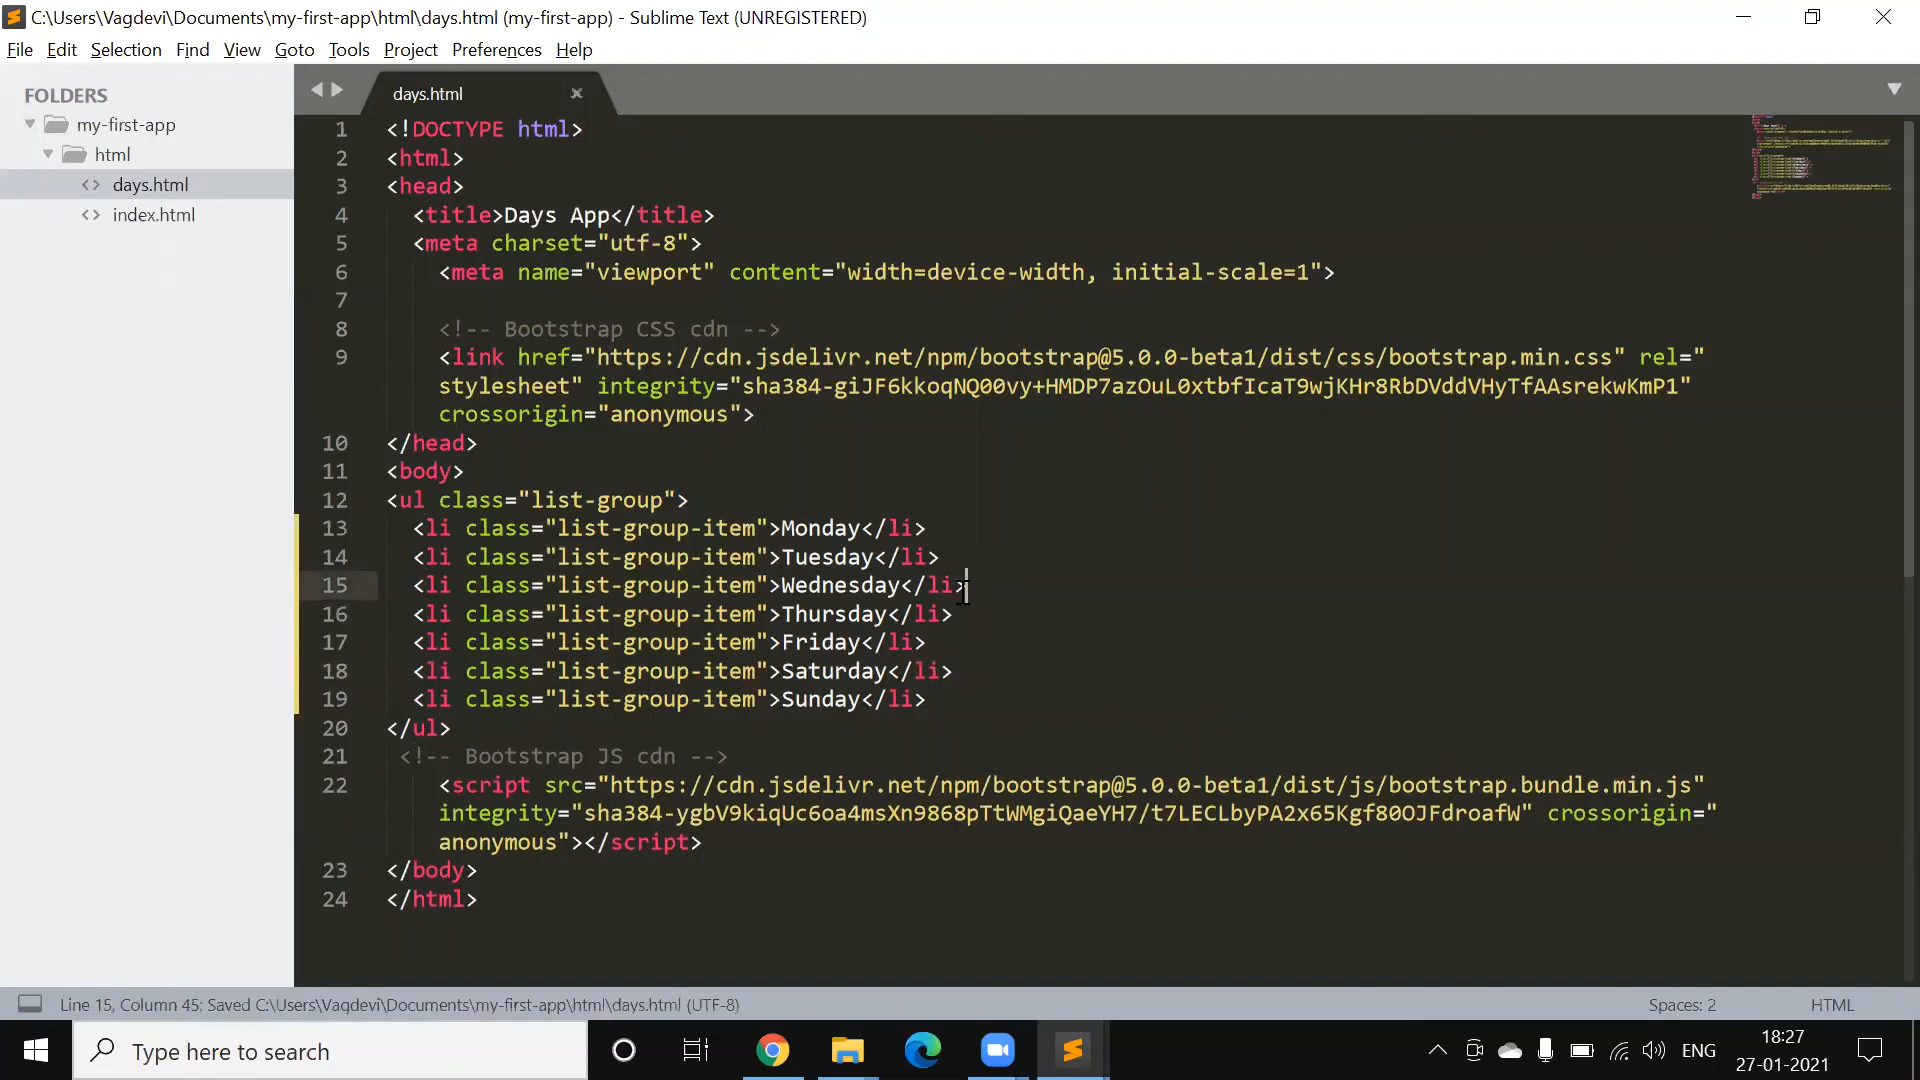 C:\Users\Vagdevi\Documents\my-first-app\html\days.html (my-first-app) - Sublime Text (UNREGISTERED)
File Edit Selection Find View Goto Tools Project Preferences Help
FOLDERS
my-first-app
html
days.html
index.html
days.html
1 <!DOCTYPE html>
2 <html>
3 <head>
4 <title>Days App</title>
5 <meta charset="utf-8">
6 <meta name="viewport" content="width=device-width, initial-scale=1">
7
8 <!-- Bootstrap CSS cdn -->
9 <link href="https://cdn.jsdelivr.net/npm/bootstrap@5.0.0-beta1/dist/css/bootstrap.min.css" rel="
stylesheet" integrity="sha384-giJF6kkoqNQ00vy+HMDP7azOuL0xtbfIcaT9wjKHr8RbDVddVHyTfAAsrekwKmP1"
crossorigin="anonymous">
10 </head>
11 <body>
12 <ul class="list-group">
13 <li class="list-group-item">Monday</li>
14 <li class="list-group-item">Tuesday</li>
15 <li class="list-group-item">Wednesday</li>
16 <li class="list-group-item">Thursday</li>
17 <li class="list-group-item">Friday</li>
18 <li class="list-group-item">Saturday</li>
19 <li class="list-group-item">Sunday</li>
20 </ul>
21 <!-- Bootstrap JS cdn -->
22 <script src="https://cdn.jsdelivr.net/npm/bootstrap@5.0.0-beta1/dist/js/bootstrap.bundle.min.js"
integrity="sha384-ygbV9kiqUc6oa4msXn9868pTtWMgiQaeYH7/t7LECLbyPA2x65Kgf80OJFdroafW" crossorigin="
anonymous"></script>
23 </body>
24 </html>
Line 15, Column 45; Saved C:\Users\Vagdevi\Documents\my-first-app\html\days.html (UTF-8)
Spaces: 2
HTML
Type here to search
ENG
18:27
27-01-2021